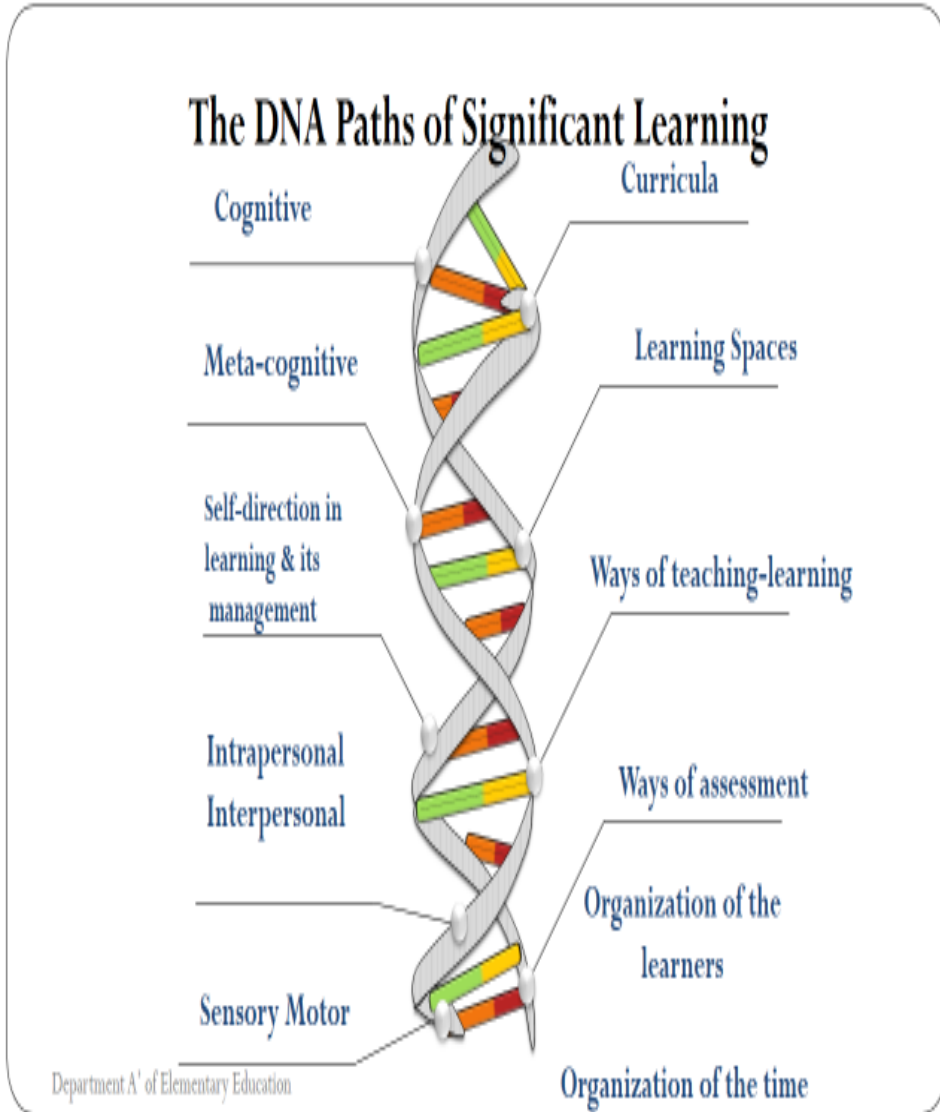 The DNA Paths of Significant Learning
Cognitive
Curricula
Meta-cognitive
Learning Spaces
Self-direction in
learning & its
management
Ways of teaching-learning
Intrapersonal
Interpersonal
Ways of assessment
Organization of the
learners
Sensory Motor
Organization of the time
Department A' of Elementary Education